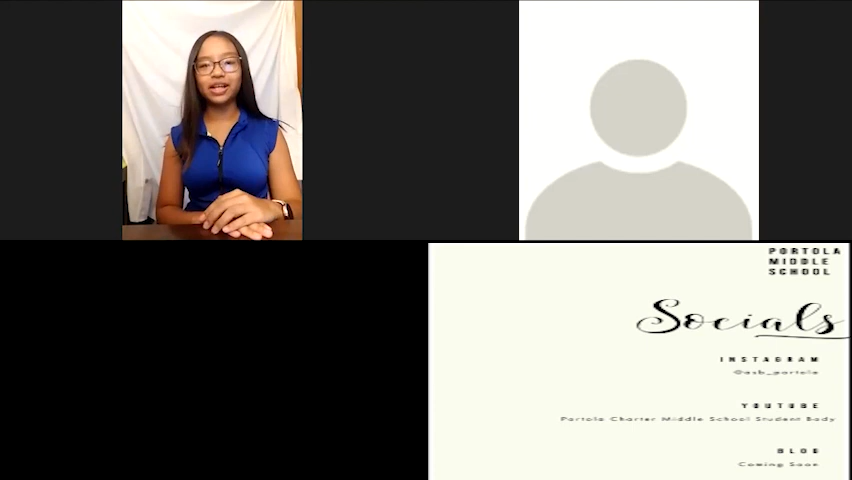 PORTOLA
MIDDLE
SCHOOL
Socials
INSTAGRAM
@asb_portola
YOUTUBE
Portola Charter Middle School Student Body
BLOG
Coming Soon